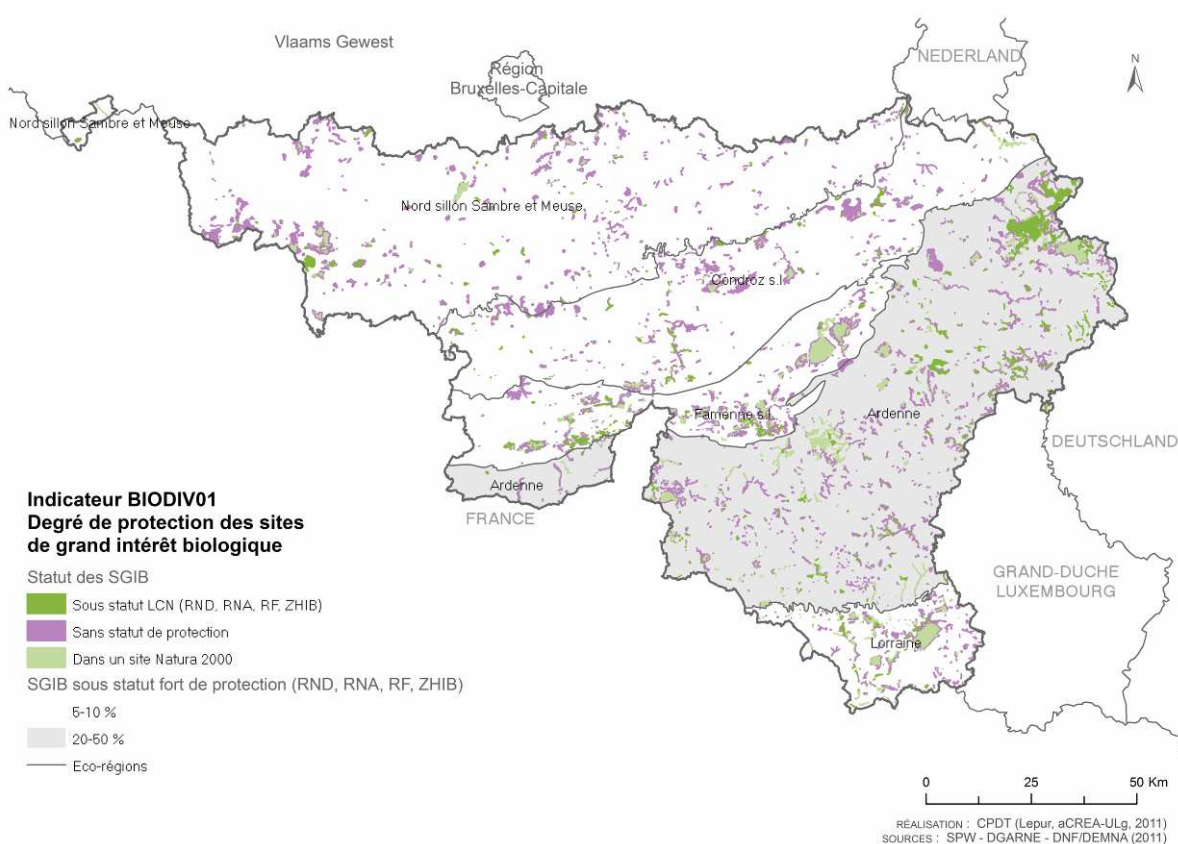 Vlaams Gewest
NEDERLAND
N
Région
Bruxelles-Capitale
Nord sillon Sambre et Meuse
Nord sillon Sambre et Meuse
Condroz s.l.
Famenne s.l.
Ardenne
DEUTSCHLAND
Ardenne
FRANCE
GRAND-DUCHE
LUXEMBOURG
Lorraine
Indicateur BIODIV01
Degré de protection des sites
de grand intérêt biologique
Statut des SGIB
Sous statut LCN (RND, RNA, RF, ZHIB)
Sans statut de protection
Dans un site Natura 2000
SGIB sous statut fort de protection (RND, RNA, RF, ZHIB)
5-10 %
20-50 %
Eco-régions
0 25 50 Km
RÉALISATION : CPDT (Lepur, aCREA-ULg, 2011)
SOURCES : SPW - DGARNE - DNF/DEMNA (2011)